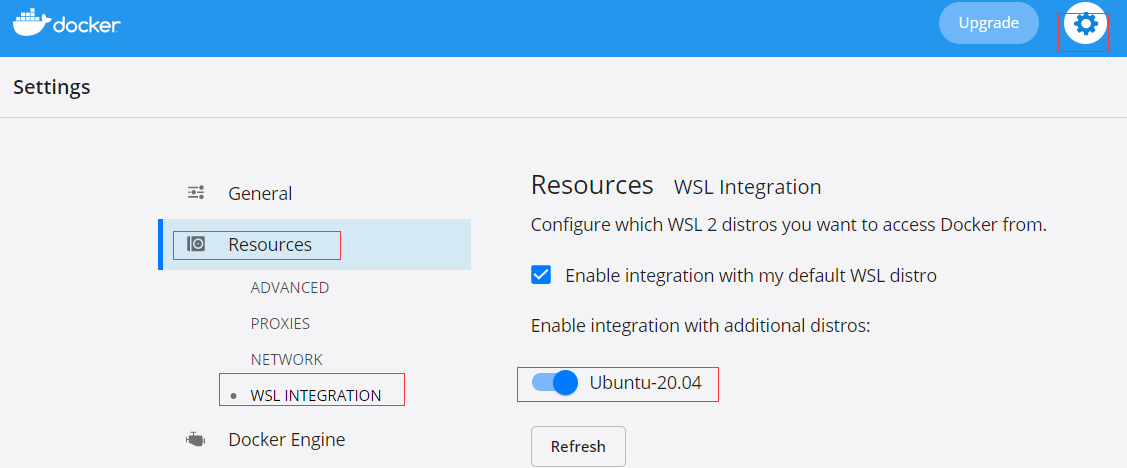 docker
Upgrade
Settings
General
Resources
ADVANCED
PROXIES
NETWORK
WSL INTEGRATION
Docker Engine
Resources WSL Integration
Configure which WSL 2 distros you want to access Docker from.
Enable integration with my default WSL distro
Enable integration with additional distros:
Ubuntu-20.04
Refresh